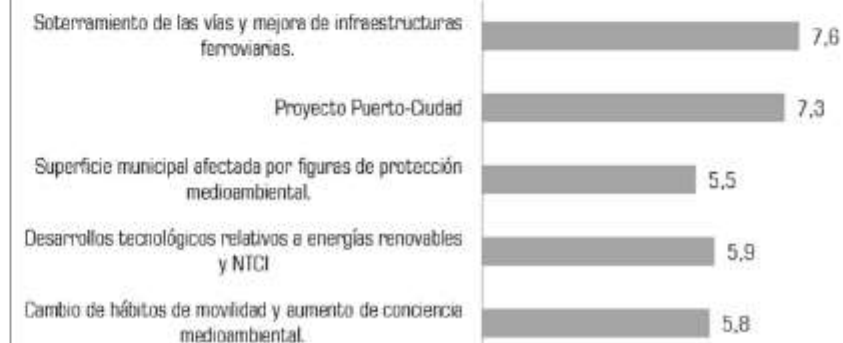 Soterramiento de las vías y mejora de infraestructuras
ferroviarias.
7,6
Proyecto Puerto-Ciudad
7,3
Superficie municipal afectada por figuras de protección
medioambiental.
5,5
Desarrollos tecnológicos relativos a energías renovables
y NTCI
5,9
Cambio de hábitos de movilidad y aumento de conciencia
medioambiental.
5,8